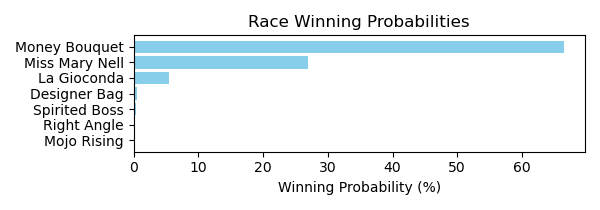 Race Winning Probabilities
Money Bouquet
Miss Mary Nell
La Gioconda
Designer Bag
Spirited Boss
Right Angle
Mojo Rising
0 10 20 30 40 50 60
Winning Probability (%)